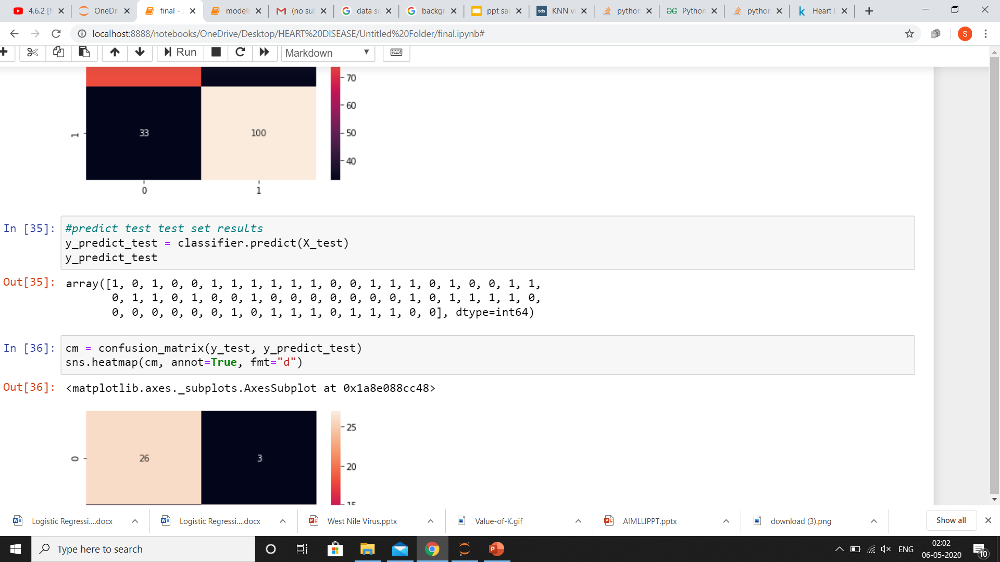 4.6.2 [N
OneDri
final - J
models
(no sub
data sc
backgr
ppt sau
KNN vi
python
Python
python
Heart D
localhost:8888/notebooks/OneDrive/Desktop/HEART%20DISEASE/Untitled%20Folder/final.ipynb#
S
Run
Markdown
70
60
50
40
33 100
1
0 1
In [35]:
#predict test test set results
y_predict_test = classifier.predict(X_test)
y_predict_test
Out[35]:
array([1, 0, 1, 0, 0, 1, 1, 1, 1, 1, 1, 0, 0, 1, 1, 1, 0, 1, 0, 0, 1, 1,
0, 1, 1, 0, 1, 0, 0, 1, 0, 0, 0, 0, 0, 0, 0, 1, 0, 1, 1, 1, 1, 0,
0, 0, 0, 0, 0, 0, 1, 0, 1, 1, 1, 0, 1, 1, 1, 0, 0], dtype=int64)
In [36]:
cm = confusion_matrix(y_test, y_predict_test)
sns.heatmap(cm, annot=True, fmt="d")
Out[36]:
<matplotlib.axes._subplots.AxesSubplot at 0x1a8e088cc48>
25
0
26 3
20
15
Logistic Regressi....docx
Logistic Regressi....docx
West Nile Virus.pptx
Value-of-K.gif
AIMLLIPPT.pptx
download (3).png
Show all
Type here to search
ENG
02:02
06-05-2020
10